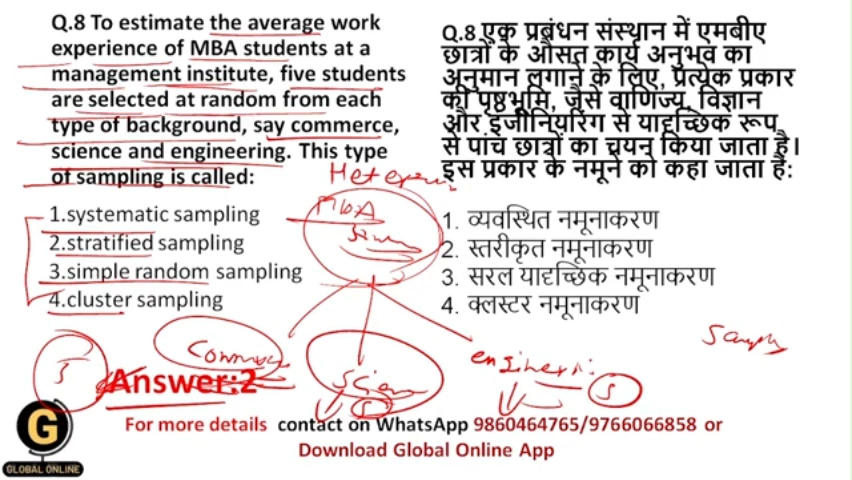 Q.8 To estimate the average work
experience of MBA students at a
management institute, five students
are selected at random from each
type of background, say commerce,
science and engineering. This type
of sampling is called:
1.systematic sampling
2.stratified sampling
3.simple random sampling
4.cluster sampling
Q.8 एक प्रबंधन संस्थान में एमबीए
छात्रों के औसत कार्य अनुभव का
अनुमान लगाने के लिए, प्रत्येक प्रकार
की पृष्ठभूमि, जैसे वाणिज्य, विज्ञान
और इंजीनियरिंग से यादृच्छिक रूप
से पांच छात्रों का चयन किया जाता है।
इस प्रकार के नमूने को कहा जाता है:
1. व्यवस्थित नमूनाकरण
2. स्तरीकृत नमूनाकरण
3. सरल यादृच्छिक नमूनाकरण
4. क्लस्टर नमूनाकरण
MBA
5
5
5
Answer:2
For more details contact on WhatsApp 9860464765/9766066858 or
Download Global Online App
G
GLOBAL ONLINE